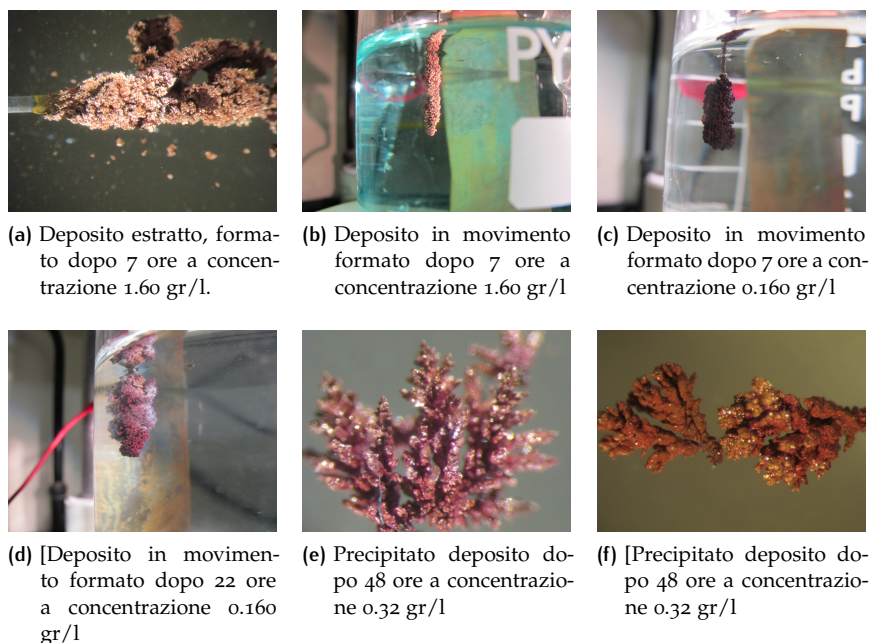 PY
(a) Deposito estratto, forma-
to dopo 7 ore a concen-
trazione 1.60 gr/l.
(b) Deposito in movimento
formato dopo 7 ore a
concentrazione 1.60 gr/l
(c) Deposito in movimento
formato dopo 7 ore a con-
centrazione 0.160 gr/l
(d) [Deposito in movimen-
to formato dopo 22 ore
a concentrazione 0.160
gr/l
(e) Precipitato deposito do-
po 48 ore a concentrazio-
ne 0.32 gr/l
(f) [Precipitato deposito do-
po 48 ore a concentrazio-
ne 0.32 gr/l